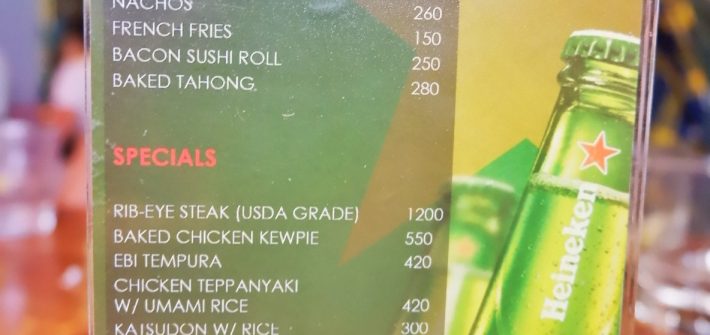 NACHOS 260
FRENCH FRIES 150
BACON SUSHI ROLL 250
BAKED TAHONG 280
SPECIALS
RIB-EYE STEAK (USDA GRADE) 1200
BAKED CHICKEN KEWPIE 550
EBI TEMPURA 420
CHICKEN TEPPANYAKI
W/ UMAMI RICE 420
KATSUDON W/ RICE 300
Heineken